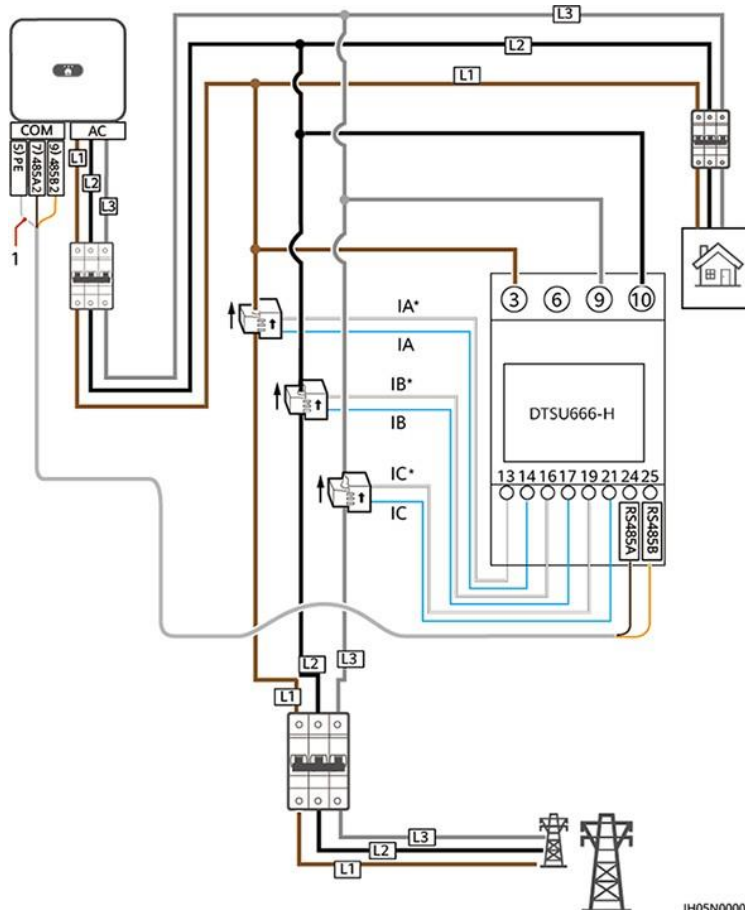 L3
L2
L1
COM
AC
5) PE
7) 485A2
9) 485B2
L1
L2
L3
1
3
6
9
10
IA*
IA
IB*
IB
DTSU666-H
IC*
IC
13 14 16 17 19 21 24 25
RS485A
RS485B
L2
L3
L1
L3
L2
L1